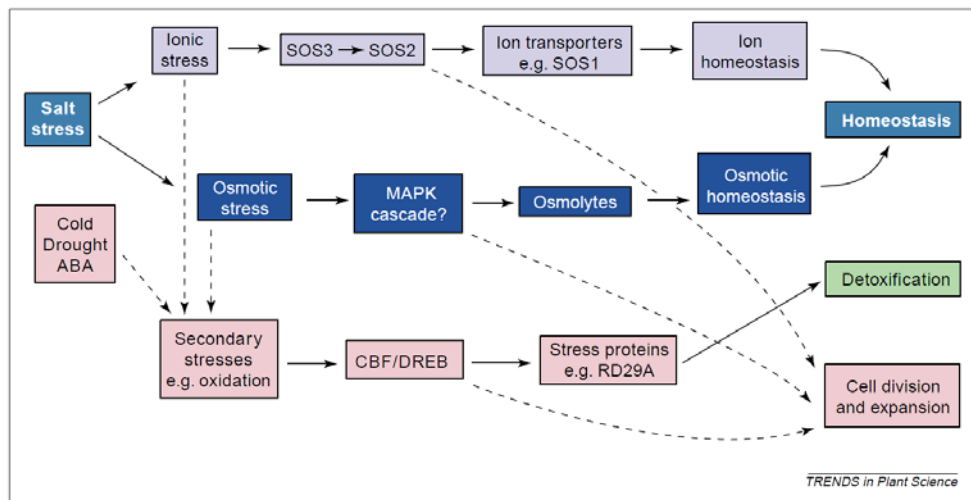 Ionic
stress
SOS3 → SOS2
Ion transporters
e.g. SOS1
Ion
homeostasis
Salt
stress
Homeostasis
Osmotic
stress
MAPK
cascade?
Osmolytes
Osmotic
homeostasis
Cold
Drought
ABA
Detoxification
Secondary
stresses
e.g. oxidation
CBF/DREB
Stress proteins
e.g. RD29A
Cell division
and expansion
TRENDS in Plant Science